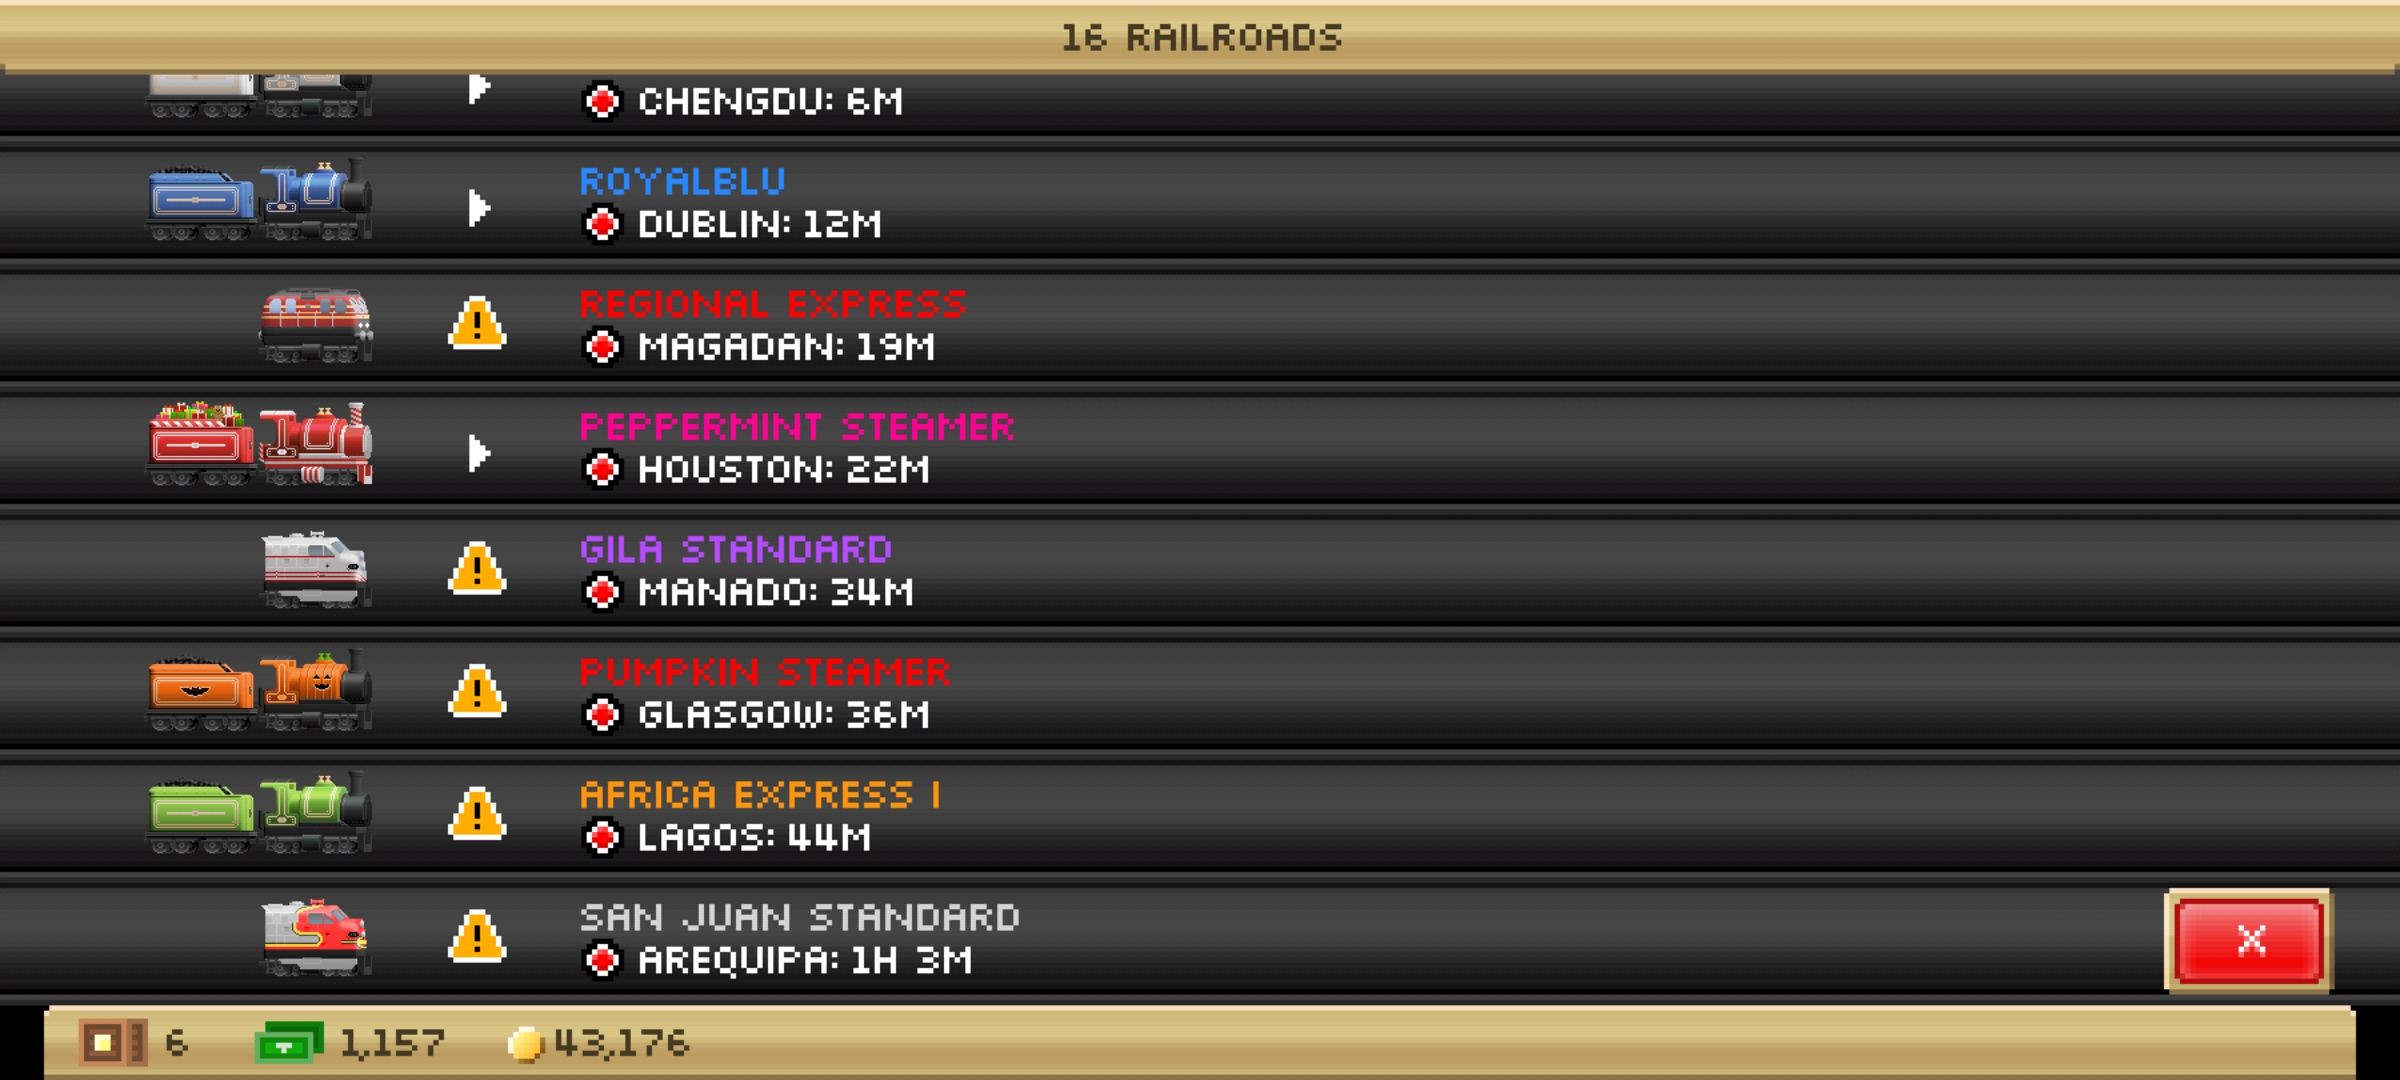 16 RAILROADS
CHENGDU: 6M
ROYALBLU
DUBLIN: 12M
REGIONAL EXPRESS
MAGADAN: 19M
PEPPERMINT STEAMER
HOUSTON: 22M
GILA STANDARD
MANADO: 34M
PUMPKIN STEAMER
GLASGOW: 36M
AFRICA EXPRESS I
LAGOS: 44M
SAN JUAN STANDARD
AREQUIPA: 1H 3M
6 1,157 43,176